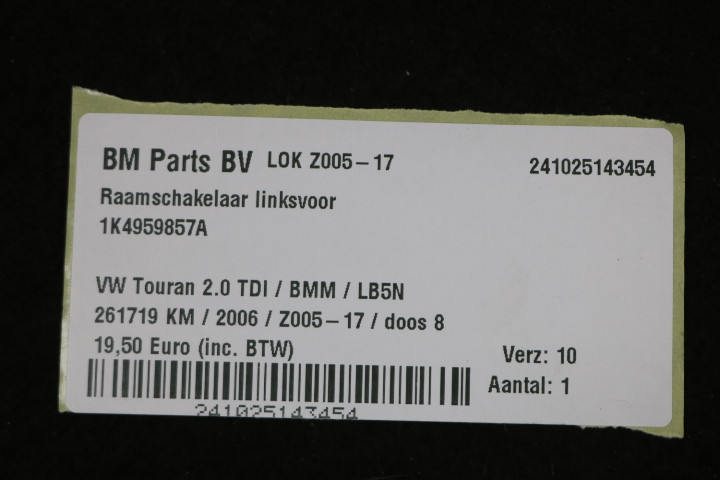 BM Parts BV LOK Z005-17 241025143454
Raamschakelaar linksvoor
1K4959857A
VW Touran 2.0 TDI / BMM / LB5N
261719 KM / 2006 / Z005-17 / doos 8
19,50 Euro (inc. BTW)
Verz: 10
Aantal: 1
241025143454